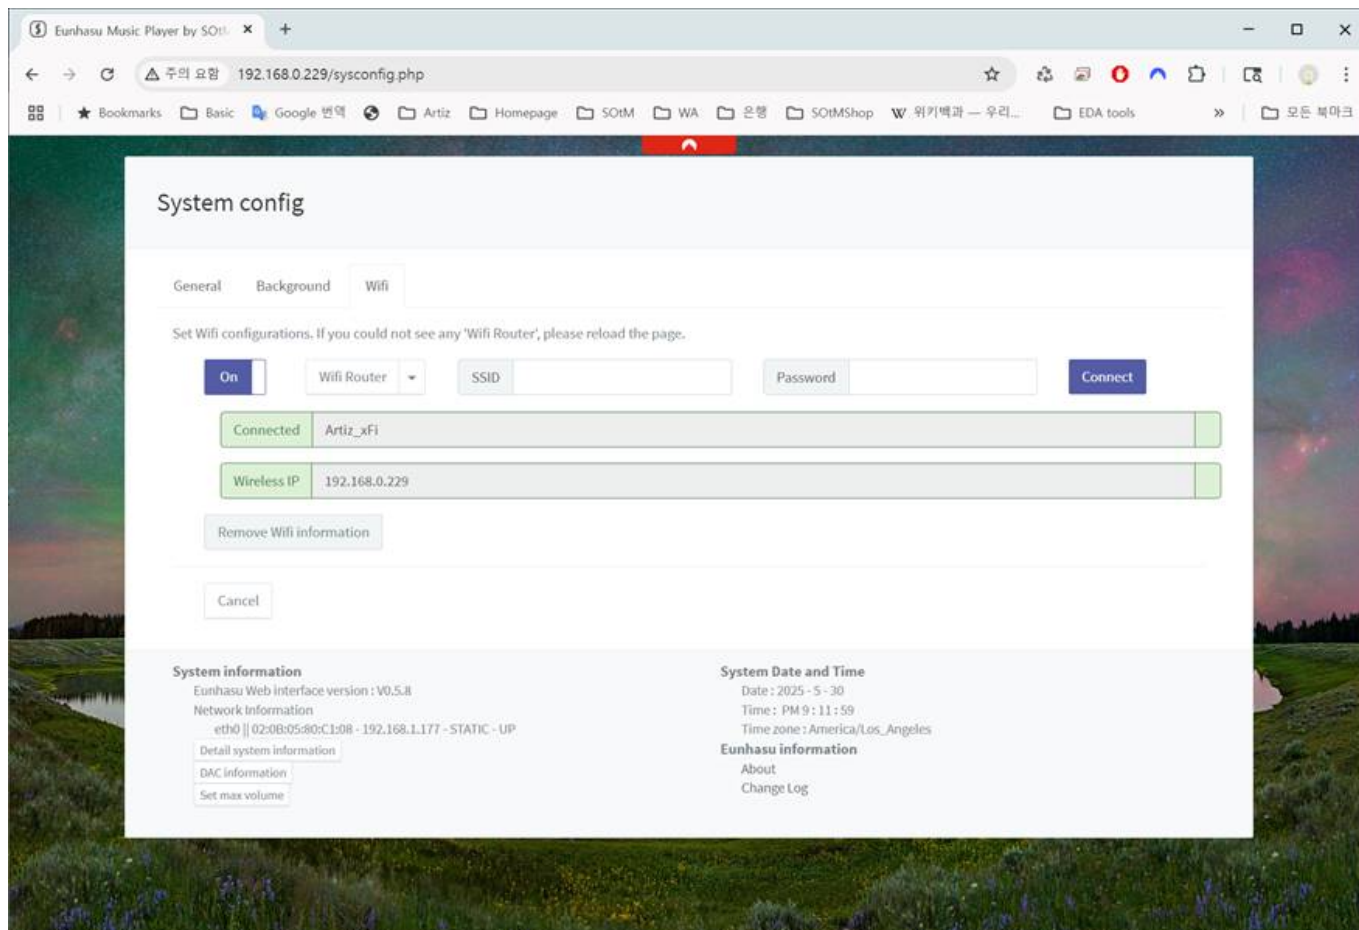 Eunhasu Music Player by SOtM
주의 요함 192.168.0.229/sysconfig.php
Bookmarks Basic Google 번역 Artiz Homepage SOtM WA 은행 SOtMShop 위키백과 — 우리... EDA tools » 모든 북마크
System config
General Background Wifi
Set Wifi configurations. If you could not see any 'Wifi Router', please reload the page.
On Wifi Router SSID Password Connect
Connected Artiz_xFi
Wireless IP 192.168.0.229
Remove Wifi information
Cancel
System information
Eunhasu Web interface version : V0.5.8
Network Information
eth0 || 02:0B:05:80:C1:08 - 192.168.1.177 - STATIC - UP
Detail system information
DAC information
Set max volume
System Date and Time
Date : 2025 - 5 - 30
Time : PM 9 : 11 : 59
Time zone : America/Los_Angeles
Eunhasu information
About
Change Log